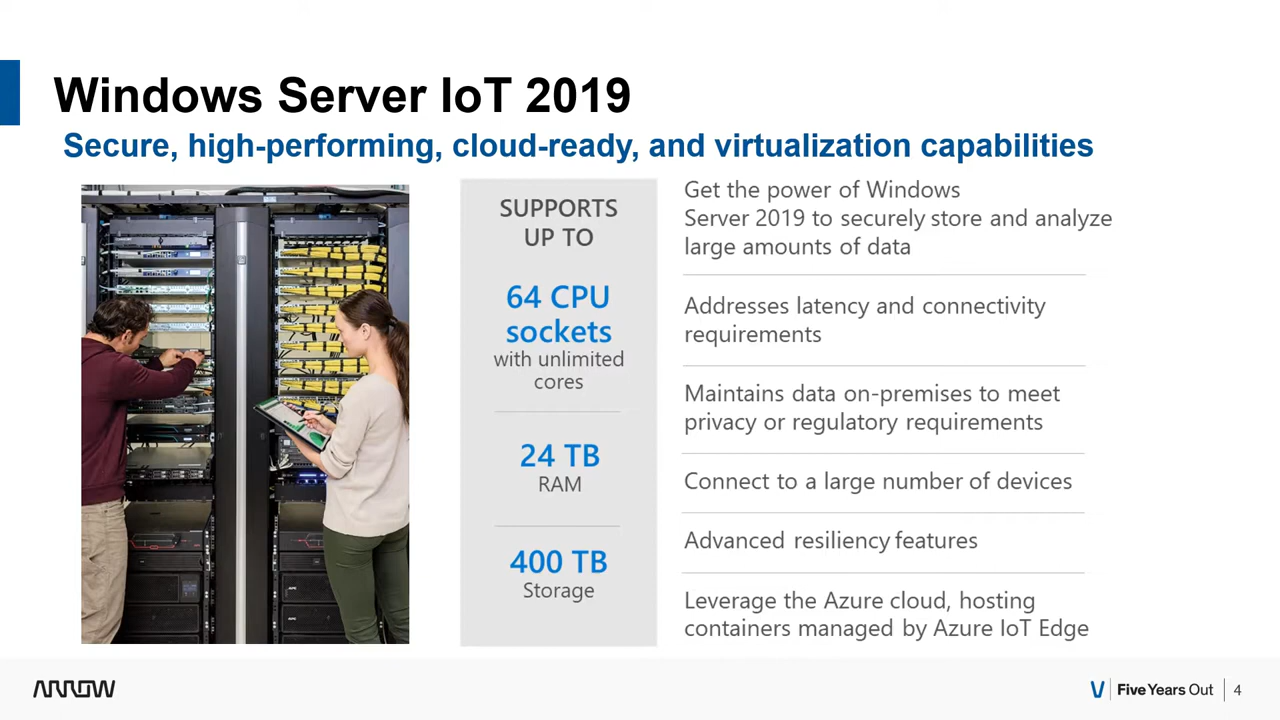 Windows Server IoT 2019
Secure, high-performing, cloud-ready, and virtualization capabilities
SUPPORTS
UP TO
64 CPU
sockets
with unlimited
cores
24 TB
RAM
400 TB
Storage
Get the power of Windows
Server 2019 to securely store and analyze
large amounts of data
Addresses latency and connectivity
requirements
Maintains data on-premises to meet
privacy or regulatory requirements
Connect to a large number of devices
Advanced resiliency features
Leverage the Azure cloud, hosting
containers managed by Azure IoT Edge
ARROW
Five Years Out
4